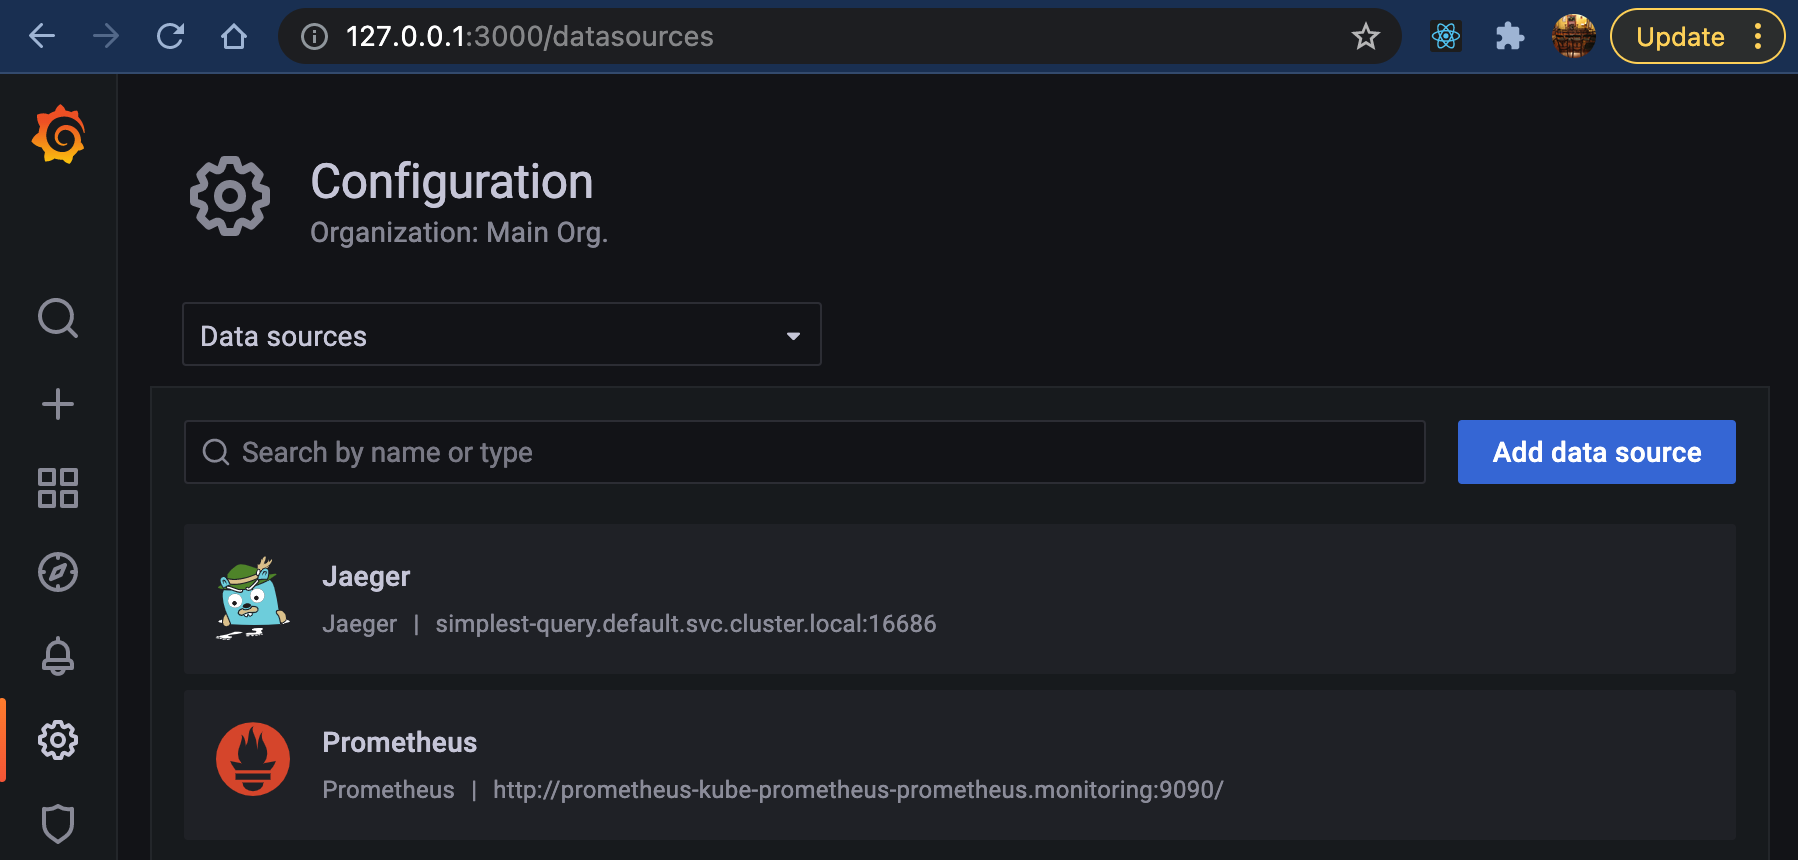 127.0.0.1:3000/datasources
Update
Configuration
Organization: Main Org.
Data sources
Search by name or type
Add data source
Jaeger
Jaeger | simplest-query.default.svc.cluster.local:16686
Prometheus
Prometheus | http://prometheus-kube-prometheus-prometheus.monitoring:9090/